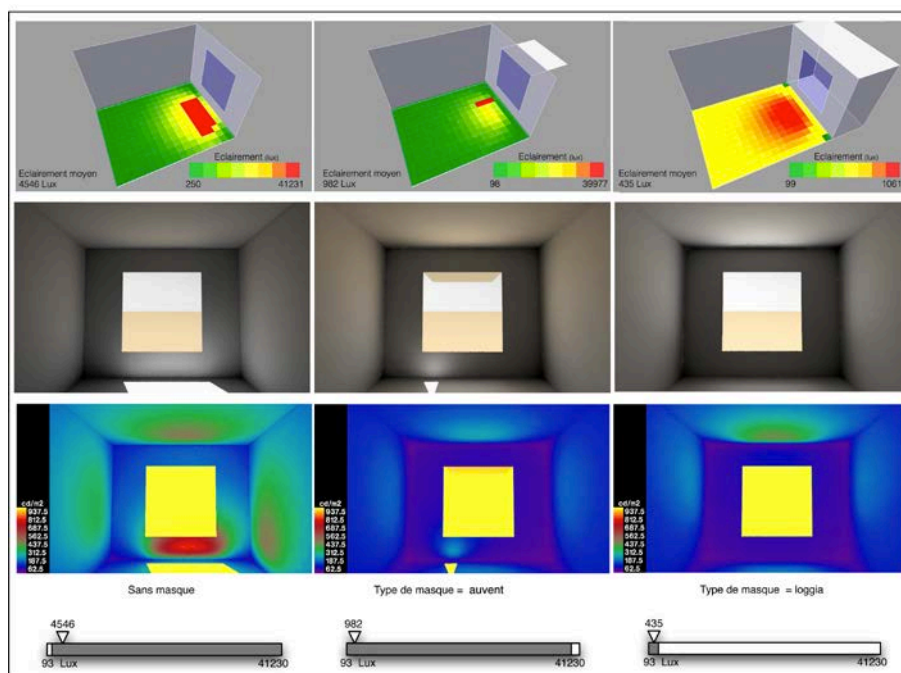 Eclairement moyen
4546 Lux
Eclairement (lux)
250 41231
Eclairement moyen
982 Lux
Eclairement (lux)
96 39977
Eclairement moyen
435 Lux
Eclairement (lux)
99 1061
cd/m2
937.5
812.5
687.5
562.5
437.5
312.5
187.5
62.5
cd/m2
937.5
812.5
687.5
562.5
437.5
312.5
187.5
62.5
cd/m2
937.5
812.5
687.5
562.5
437.5
312.5
187.5
62.5
Sans masque
Type de masque = auvent
Type de masque = loggia
4546
93 Lux 41230
982
93 Lux 41230
435
93 Lux 41230